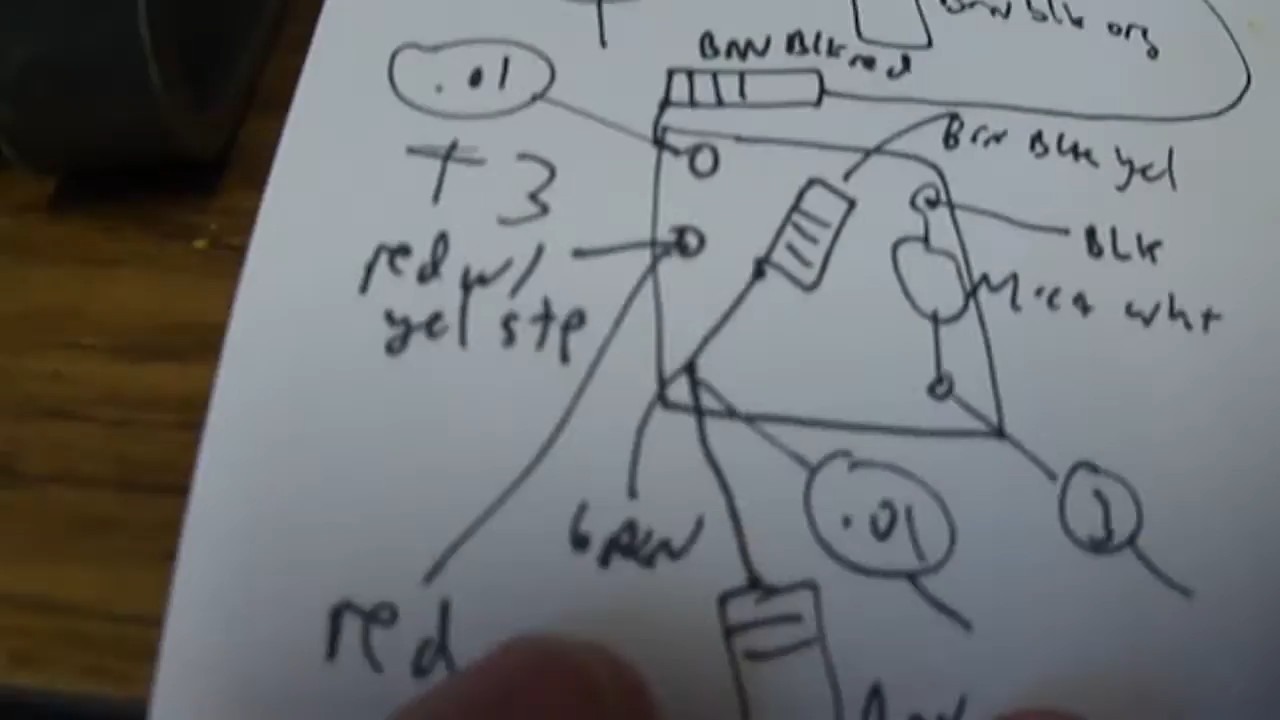 Brn blk org
Brn Blk red
.01
Brn Blk yel
T3
BLK
red w/
yel stp
Mica wht
.01
GRN
red